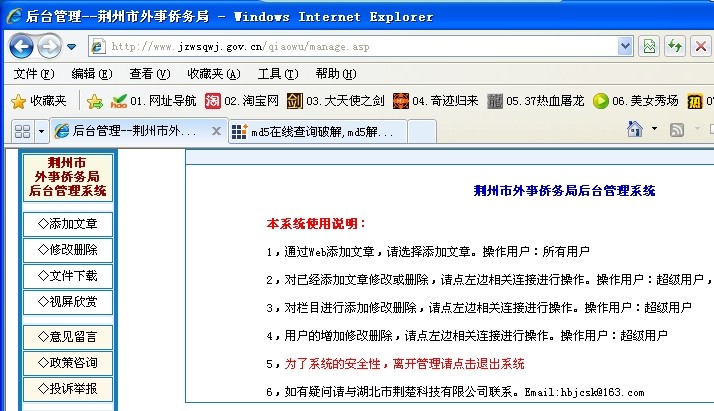 后台管理--荆州市外事侨务局 - Windows Internet Explorer
http://www.jzwsqwj.gov.cn/qiaowu/manage.asp
文件(F) 编辑(E) 查看(V) 收藏夹(A) 工具(T) 帮助(H)
收藏夹 hao 01.网址导航 淘 02.淘宝网 剑 03.大天使之剑 04.奇迹归来 05.37热血屠龙 06.美女秀场 07
后台管理--荆州市外... md5在线查询破解,md5解...
荆州市
外事侨务局
后台管理系统
◇添加文章
◇修改删除
◇文件下载
◇视屏欣赏
◇意见留言
◇政策咨询
◇投诉举报
荆州市外事侨务局后台管理系统
本系统使用说明：
1，通过Web添加文章，请选择添加文章。操作用户：所有用户
2，对已经添加文章修改或删除，请点左边相关连接进行操作。操作用户：超级用户，
3，对栏目进行添加修改删除，请点左边相关连接进行操作。操作用户：超级用户
4，用户的增加修改删除，请点左边相关连接进行操作。操作用户：超级用户
5，为了系统的安全性，离开管理请点击退出系统
6，如有疑问请与湖北市荆楚科技有限公司联系。Email:hbjcsk@163.com